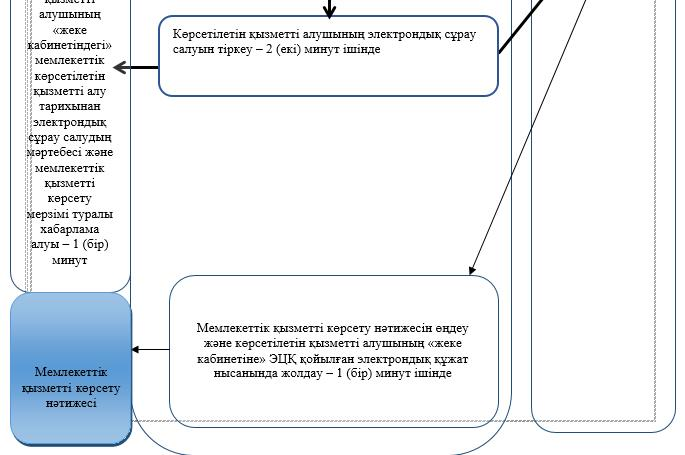 қызметті
алушының
«жеке
кабинетіндегі»
мемлекеттік
көрсетілетін
қызметті алу
тарихынан
электрондық
сұрау салудың
мәртебесі және
мемлекеттік
қызметті
көрсету
мерзімі туралы
хабарлама
алуы – 1 (бір)
минут
Көрсетілетін қызметті алушының электрондық сұрау
салуын тіркеу – 2 (екі) минут ішінде
Мемлекеттік қызметті көрсету нәтижесін өңдеу
және көрсетілетін қызметті алушының «жеке
кабинетіне» ЭЦҚ қойылған электрондық құжат
нысанында жолдау – 1 (бір) минут ішінде
Мемлекеттік
қызметті көрсету
нәтижесі